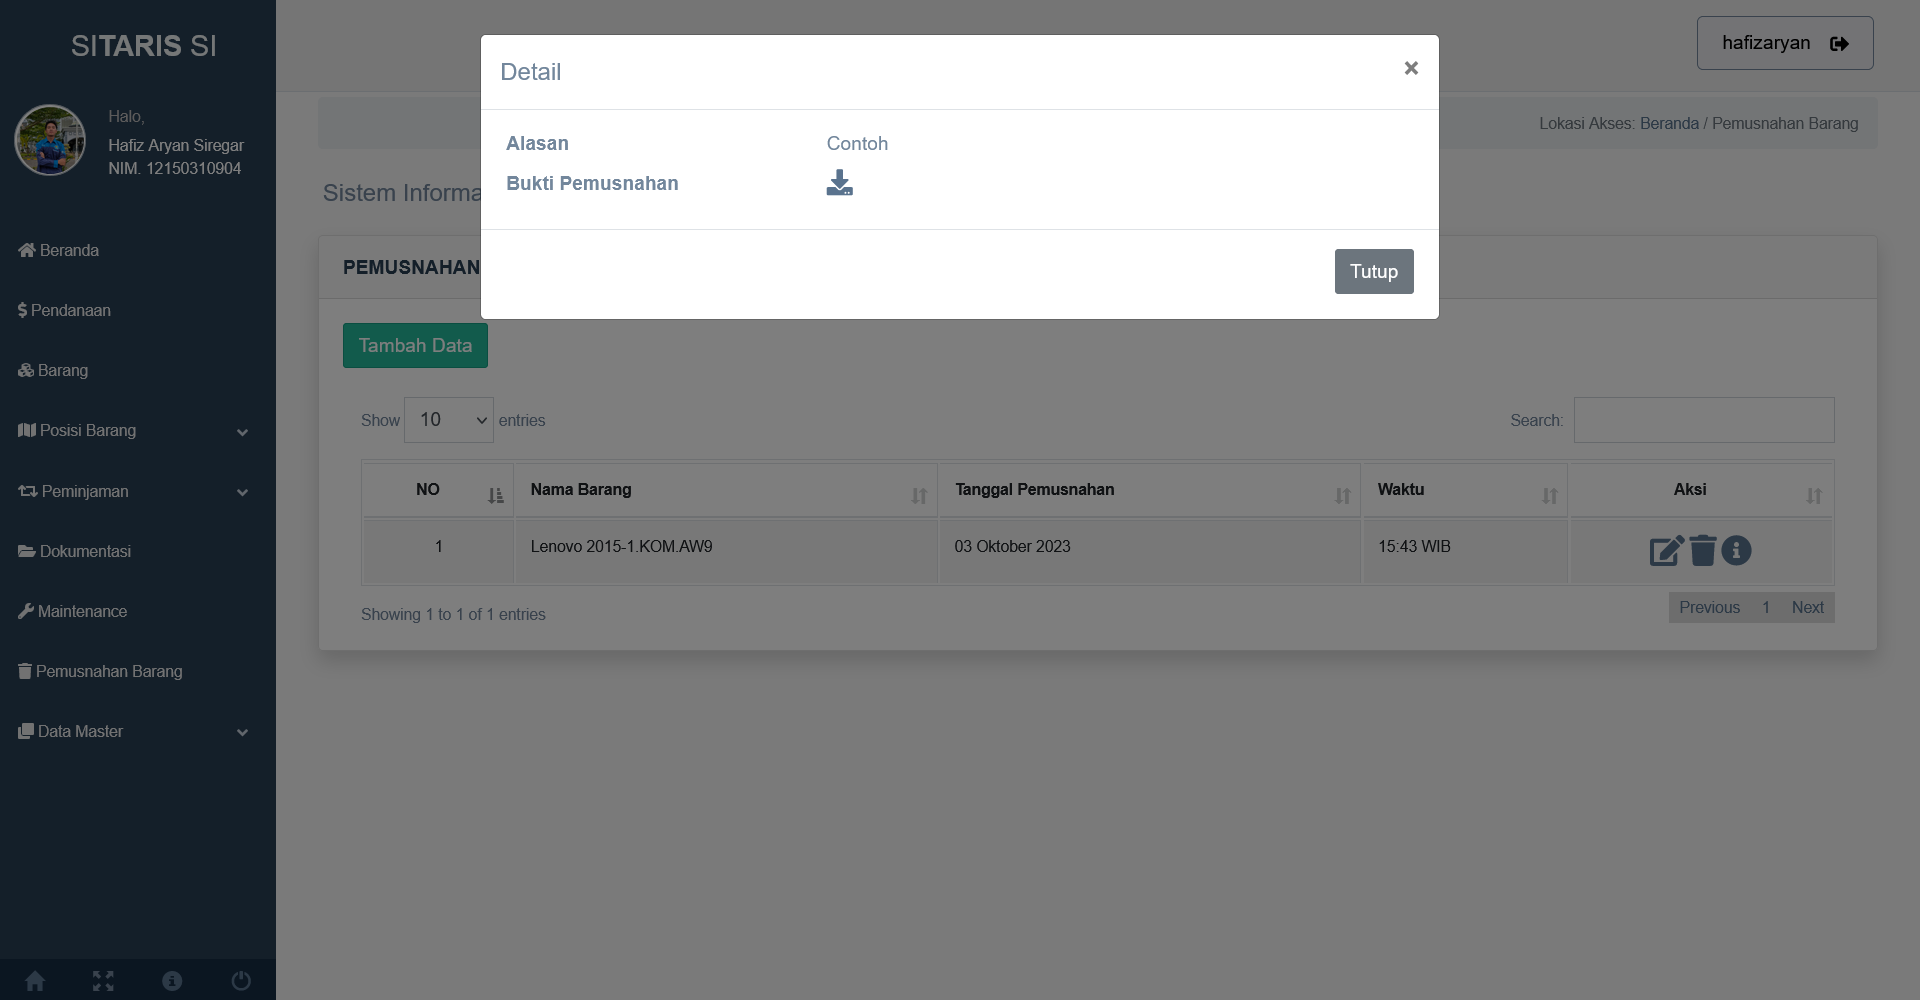 SITARIS SI
Halo,
Hafiz Aryan Siregar
NIM. 12150310904
Beranda
Pendanaan
Barang
Posisi Barang
Peminjaman
Dokumentasi
Maintenance
Pemusnahan Barang
Data Master
hafizaryan
Lokasi Akses: Beranda / Pemusnahan Barang
Sistem Informa
Detail ×
Alasan Contoh
Bukti Pemusnahan
Tutup
PEMUSNAHAN
Tambah Data
Show 10 entries Search:
NO Nama Barang Tanggal Pemusnahan Waktu Aksi
1 Lenovo 2015-1.KOM.AW9 03 Oktober 2023 15:43 WIB
Showing 1 to 1 of 1 entries Previous 1 Next